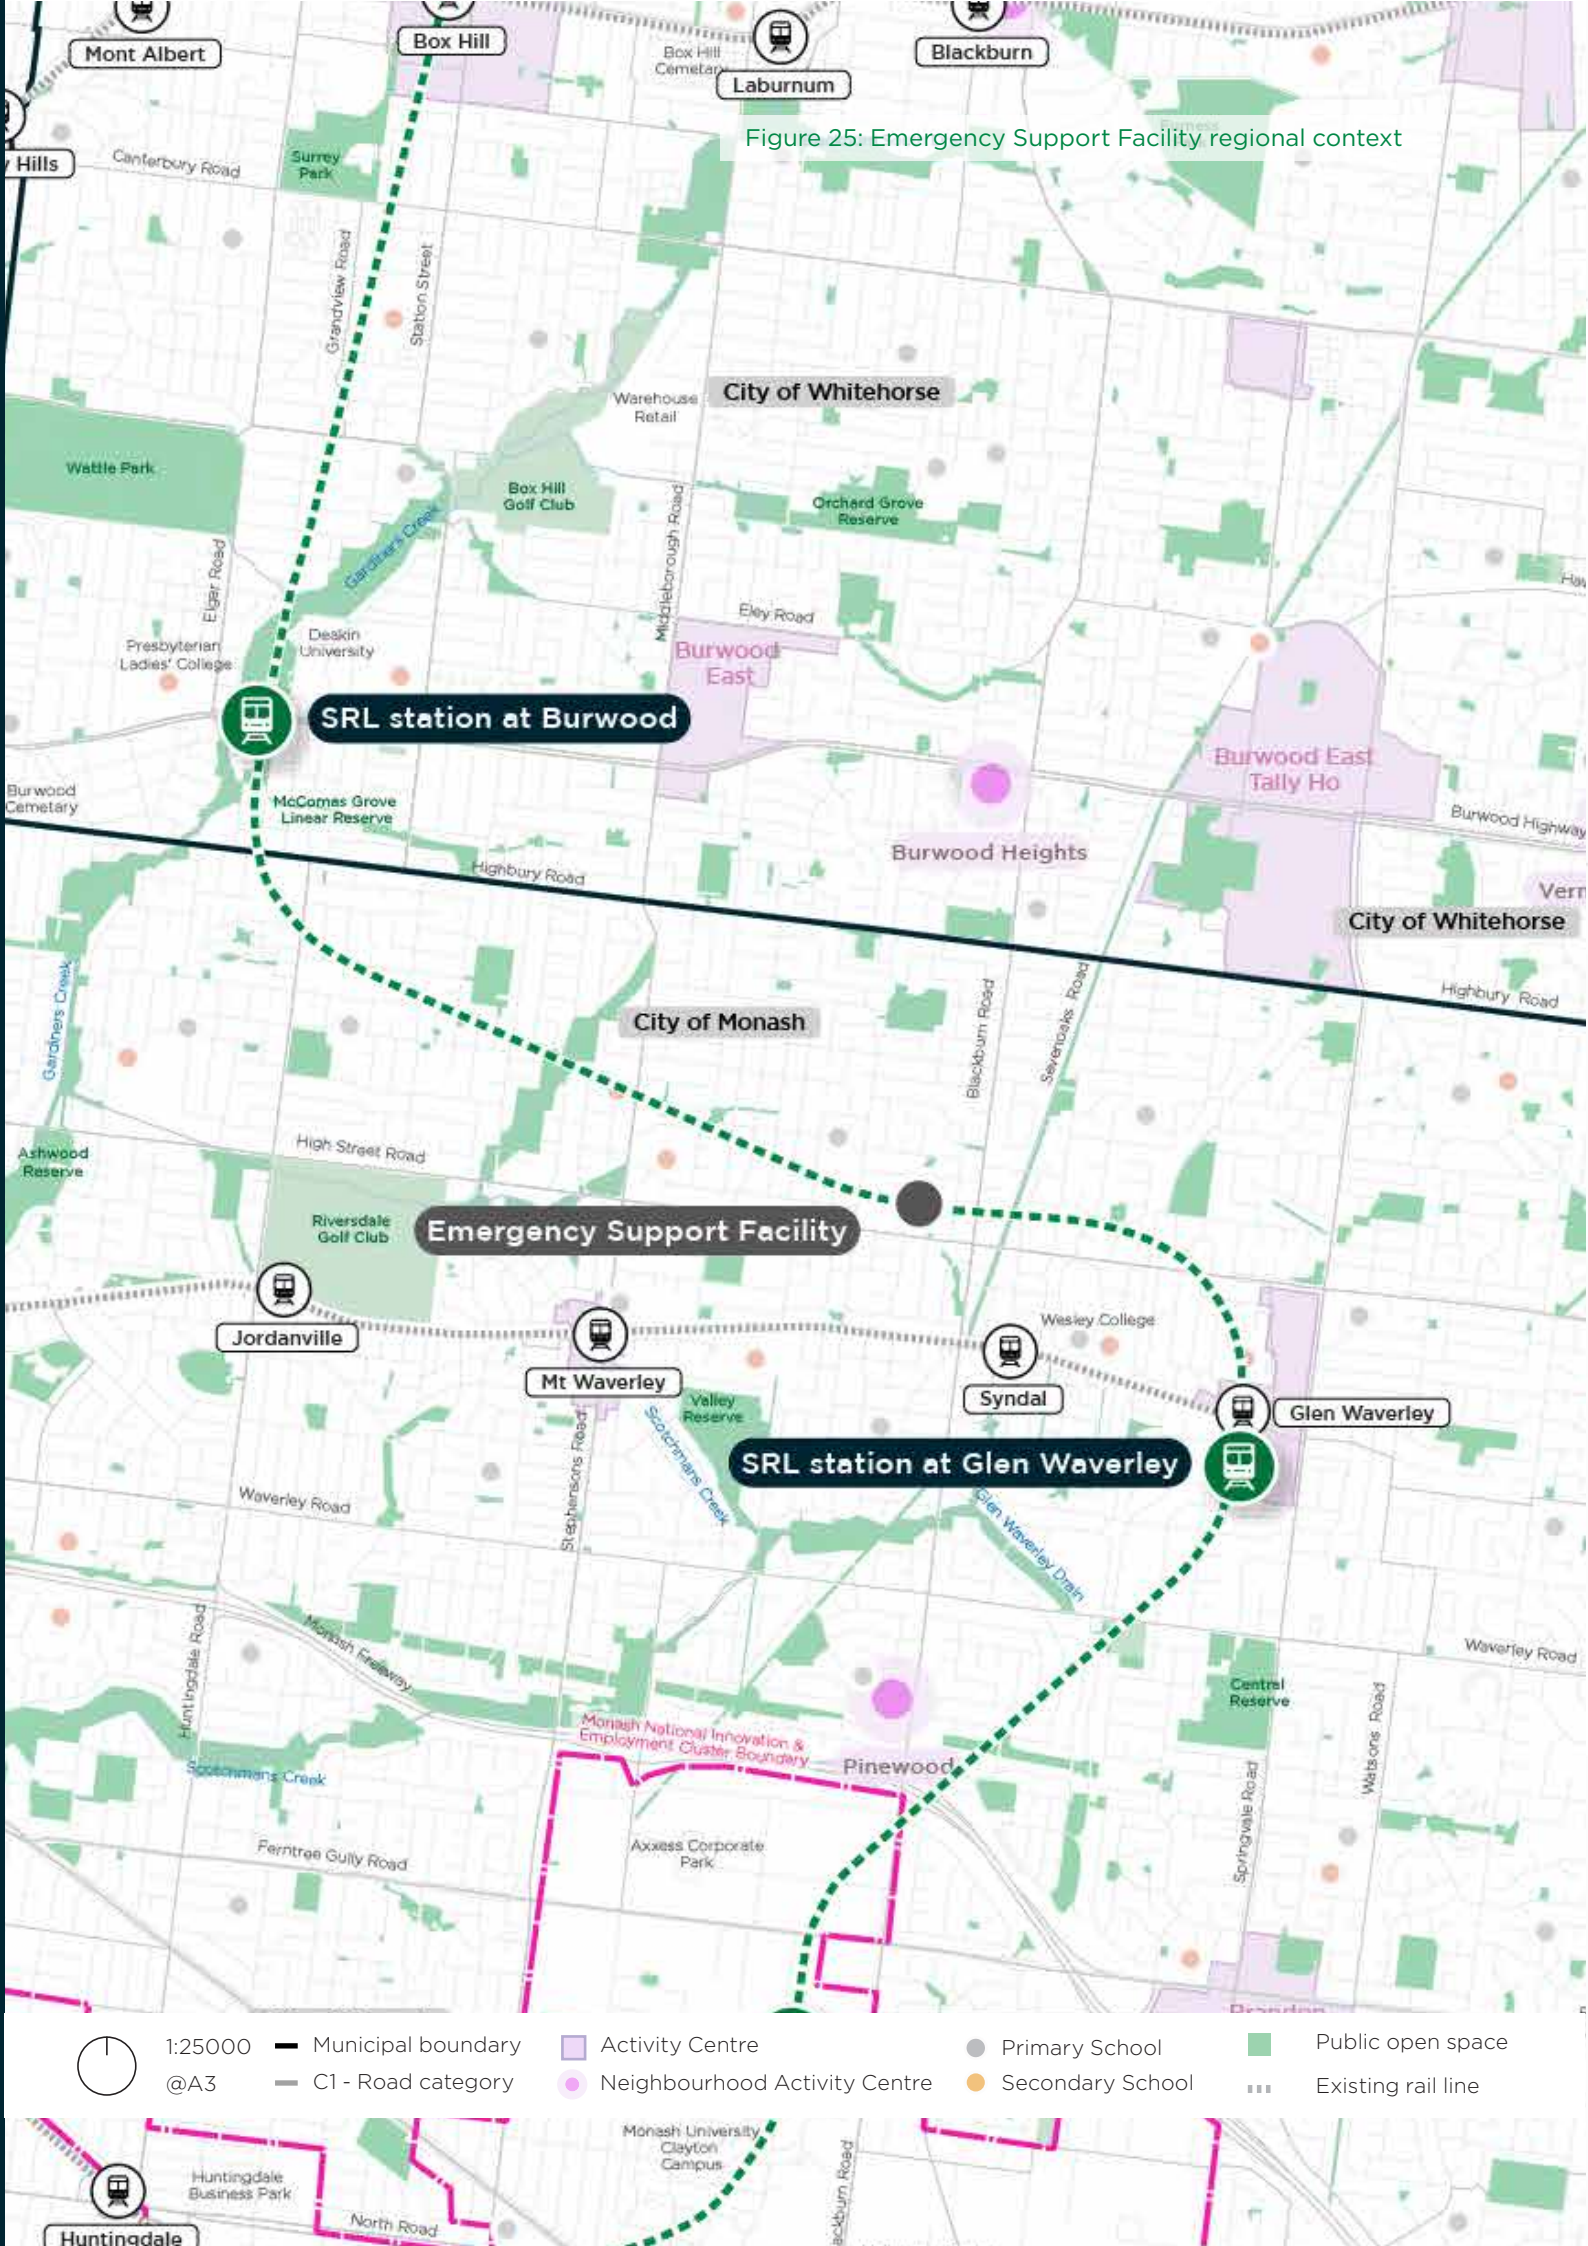 Mont Albert
Box Hill
Box Hill
Cemetary
Laburnum
Blackburn
Figure 25: Emergency Support Facility regional context
Hills
Canterbury Road
Surrey
Park
Grandview Road
Station Street
Warehouse
Retail
City of Whitehorse
Wattle Park
Box Hill
Golf Club
Orchard Grove
Reserve
Gardiners Creek
Middleborough Road
Elgar Road
Eley Road
Presbyterian
Ladies' College
Deakin
University
Burwood
East
SRL station at Burwood
Burwood East
Tally Ho
Burwood
Cemetary
McComas Grove
Linear Reserve
Burwood Highway
Burwood Heights
Highbury Road
City of Whitehorse
Gardiners Creek
City of Monash
Blackburn Road
Sevenoaks Road
Highbury Road
Ashwood
Reserve
High Street Road
Riversdale
Golf Club
Emergency Support Facility
Jordanville
Mt Waverley
Wesley College
Syndal
Glen Waverley
Valley
Reserve
Scotchmans Creek
Stephensons Road
SRL station at Glen Waverley
Waverley Road
Glen Waverley Drain
Huntingdale Road
Monash Freeway
Waverley Road
Central
Reserve
Watsons Road
Monash National Innovation &
Employment Cluster Boundary
Pinewood
Scotchmans Creek
Springvale Road
Axxess Corporate
Park
Ferntree Gully Road
1:25000
@A3
Municipal boundary
C1 - Road category
Activity Centre
Neighbourhood Activity Centre
Primary School
Secondary School
Public open space
Existing rail line
Monash University
Clayton
Campus
Huntingdale
Business Park
North Road
Huntingdale